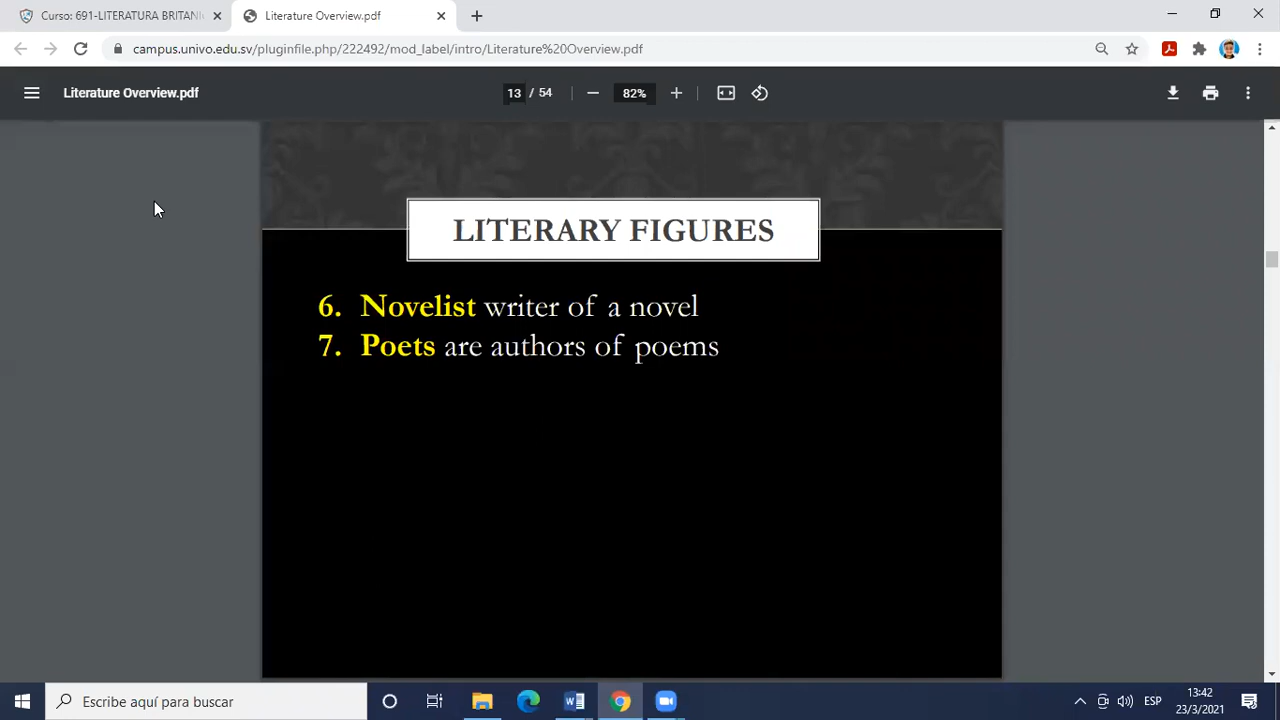 Curso: 691-LITERATURA BRITANI
Literature Overview.pdf
campus.univo.edu.sv/pluginfile.php/222492/mod_label/intro/Literature%20Overview.pdf
Literature Overview.pdf
13 / 54
82%
LITERARY FIGURES
6. Novelist writer of a novel
7. Poets are authors of poems
Escribe aquí para buscar
ESP
13:42
23/3/2021